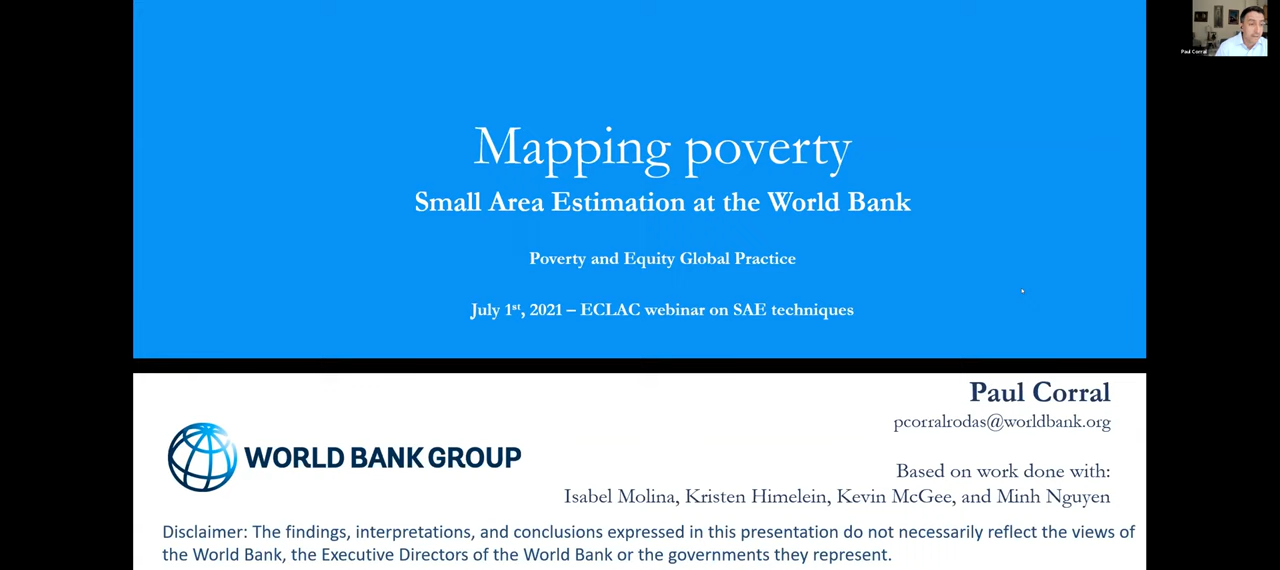 Mapping poverty
Small Area Estimation at the World Bank
Poverty and Equity Global Practice
July 1st, 2021 – ECLAC webinar on SAE techniques
Paul Corral
Paul Corral
pcorralrodas@worldbank.org
WORLD BANK GROUP
Based on work done with:
Isabel Molina, Kristen Himelein, Kevin McGee, and Minh Nguyen
Disclaimer: The findings, interpretations, and conclusions expressed in this presentation do not necessarily reflect the views of
the World Bank, the Executive Directors of the World Bank or the governments they represent.